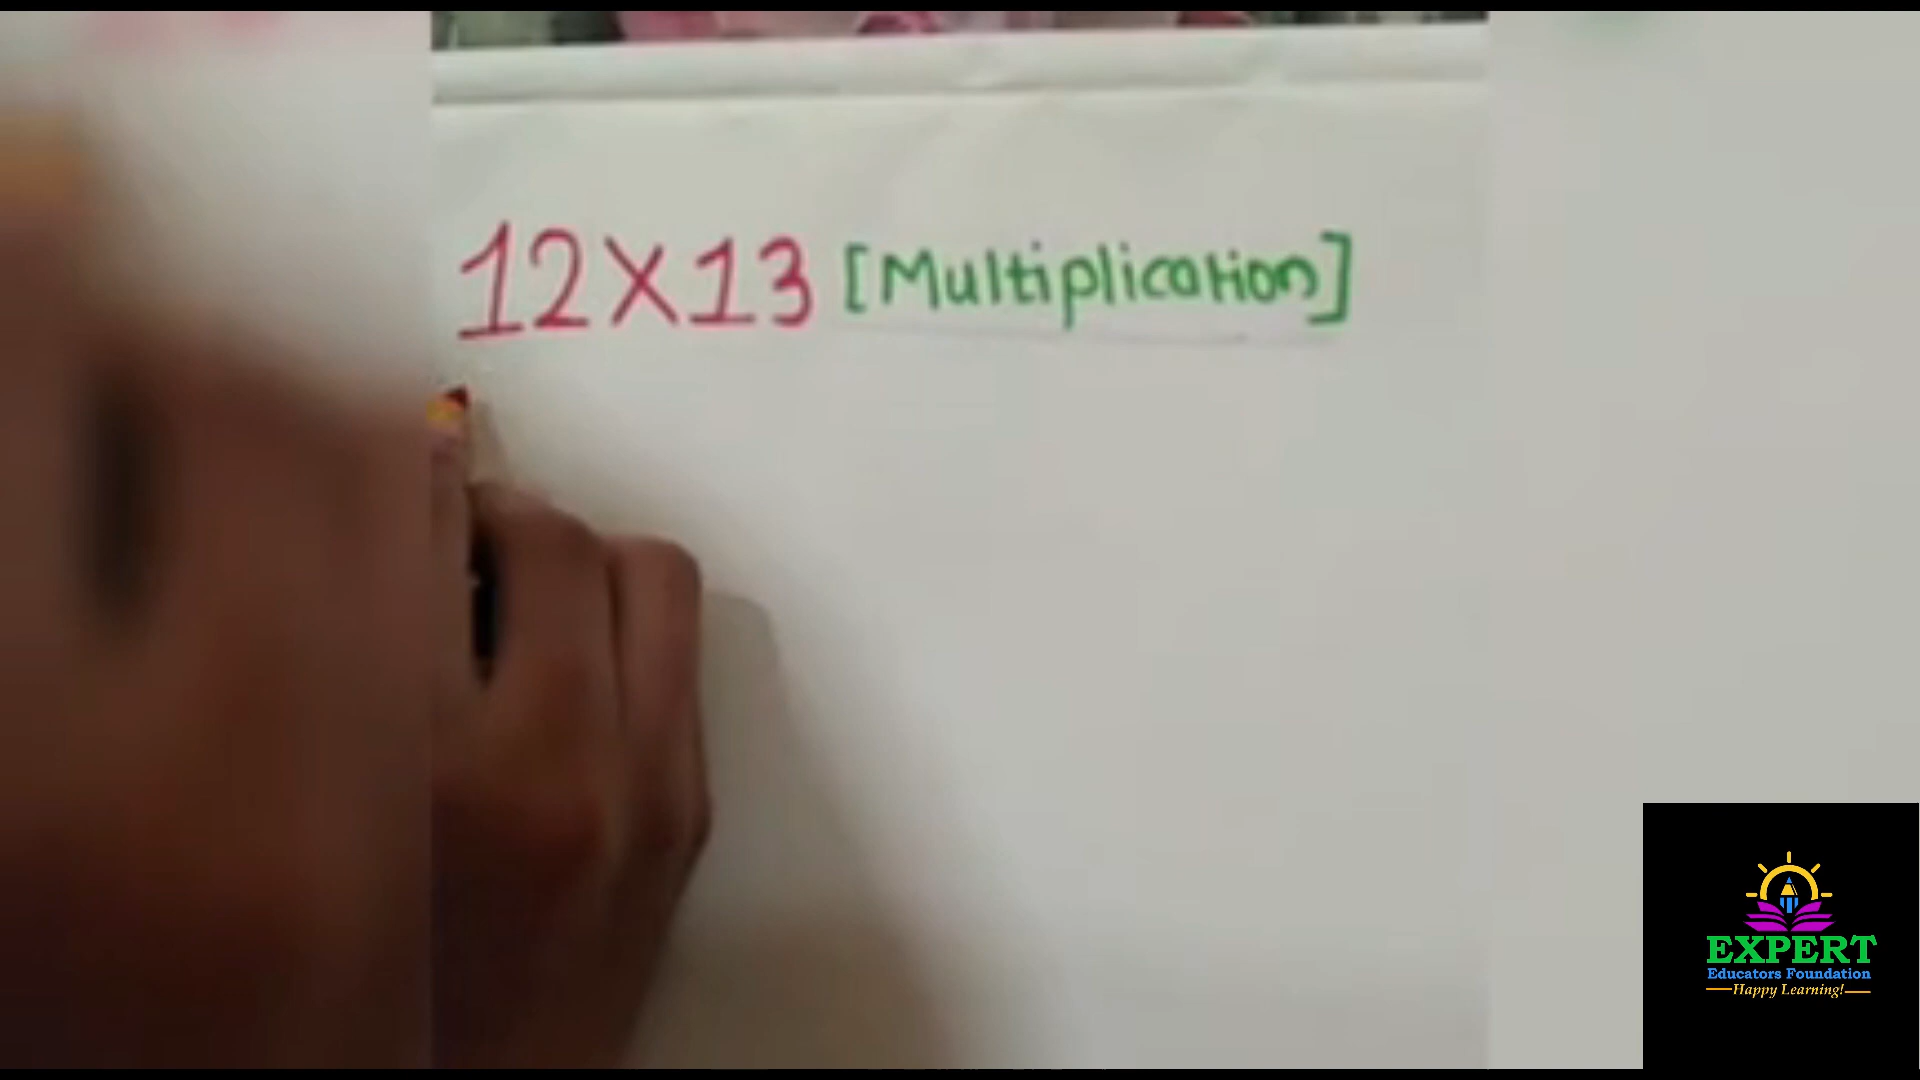 12X13 [Multiplication]
EXPERT
Educators Foundation
Happy Learning!